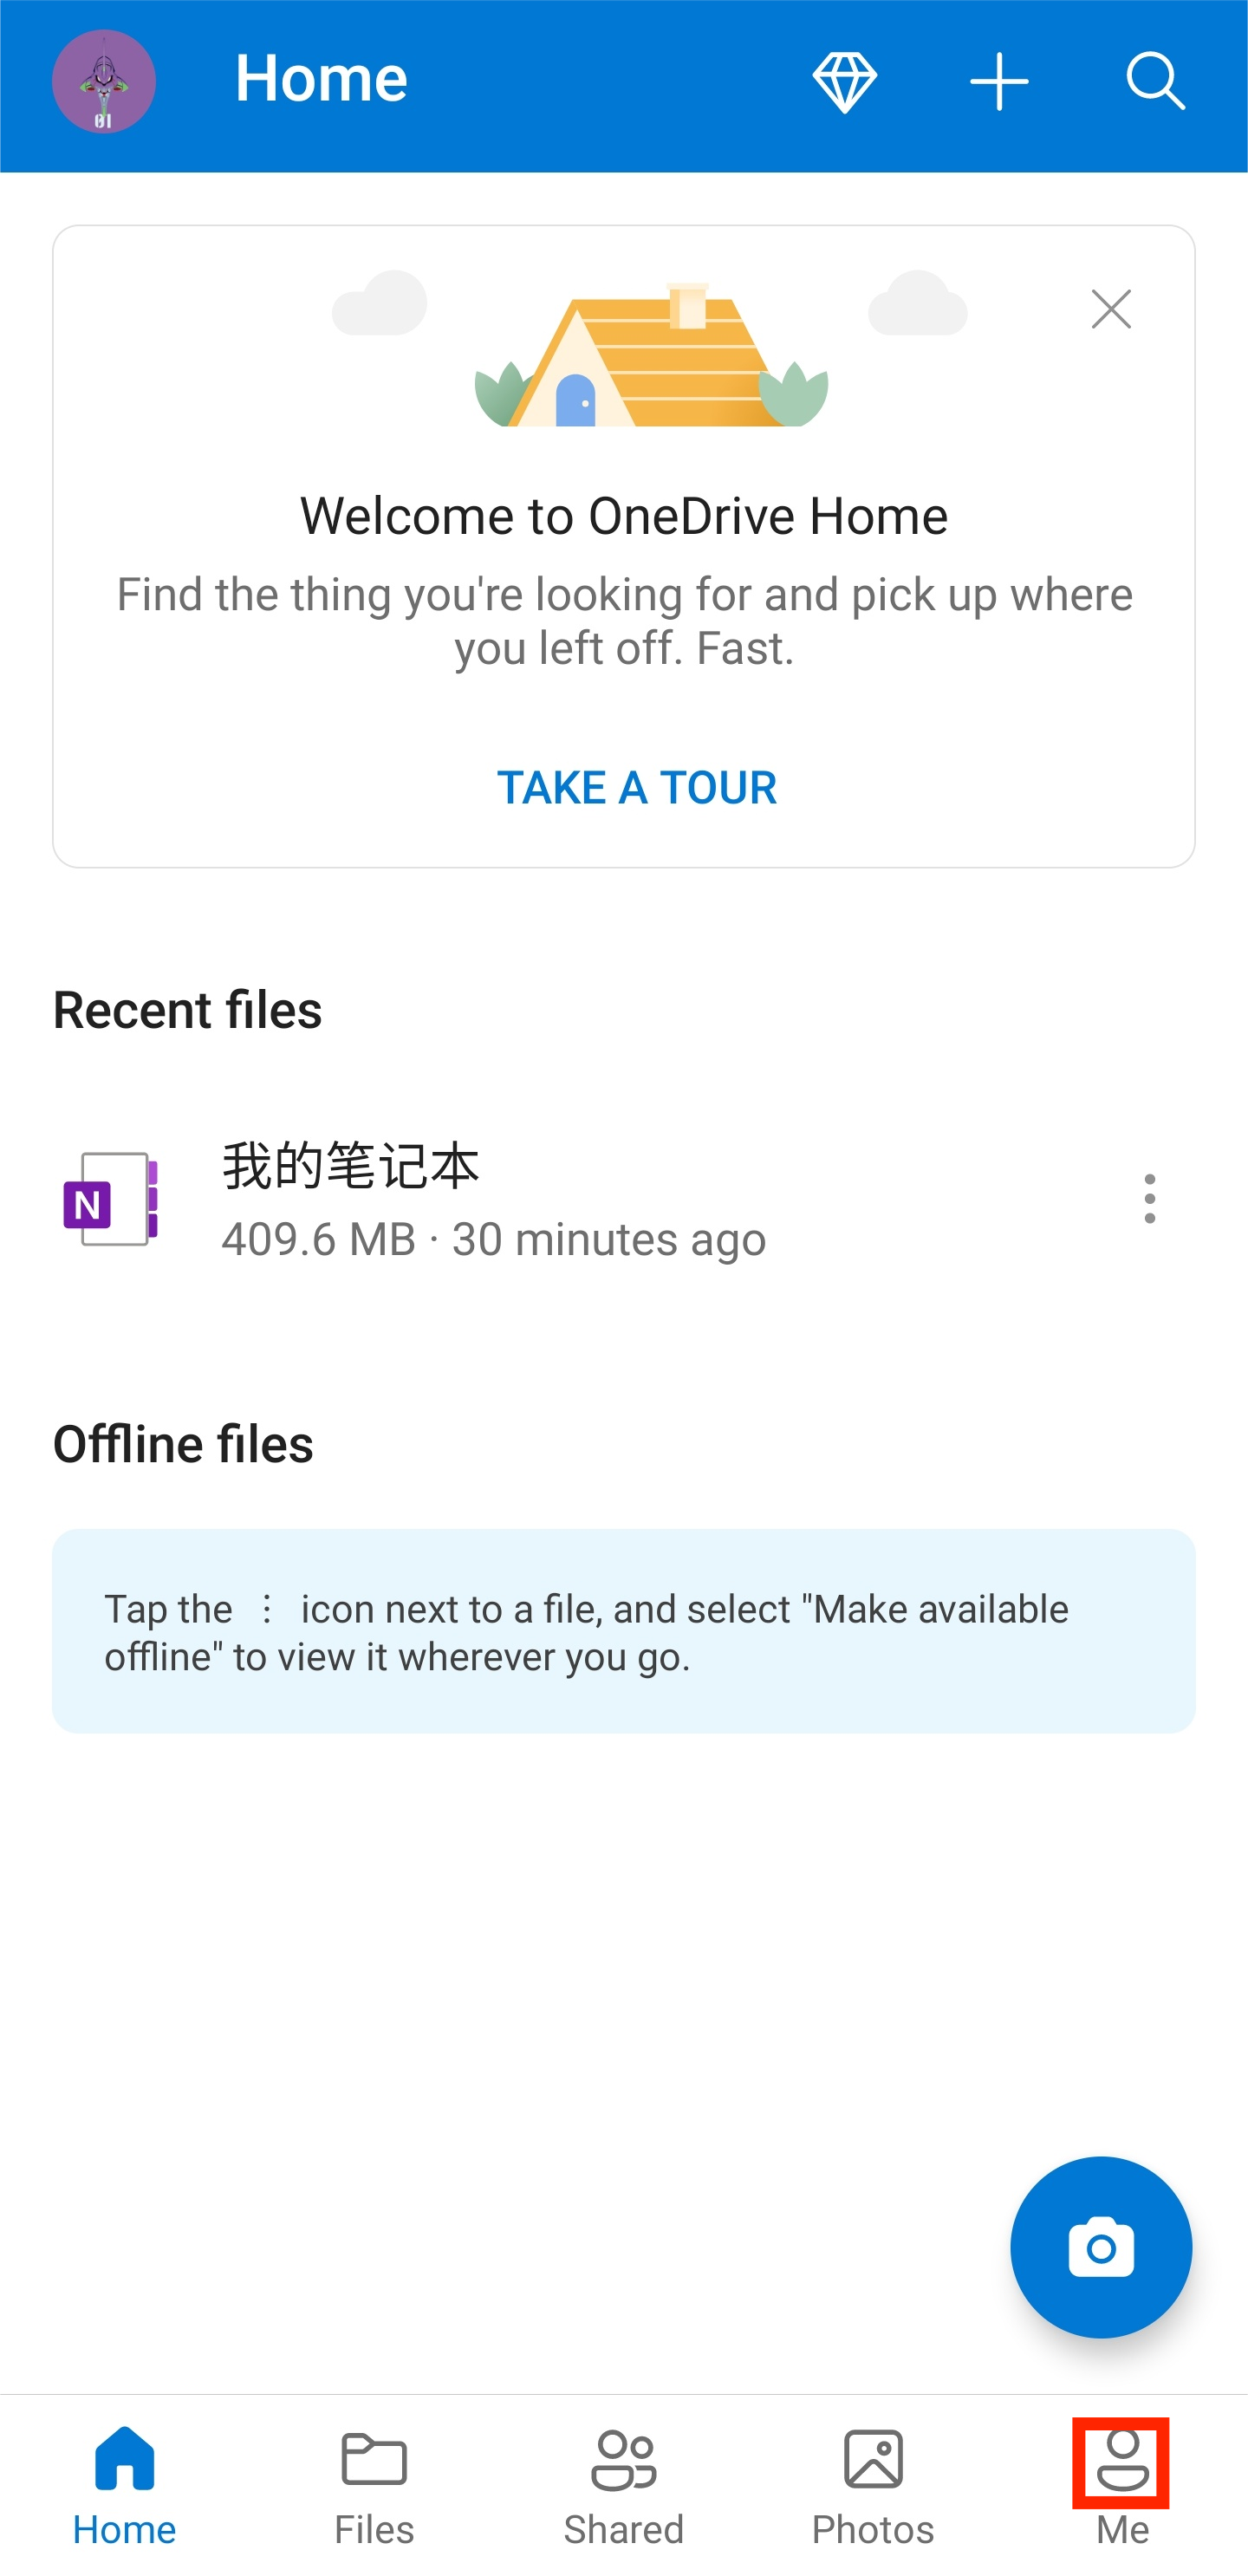 01
Home
Welcome to OneDrive Home
Find the thing you're looking for and pick up where
you left off. Fast.
TAKE A TOUR
Recent files
N
我的笔记本
409.6 MB · 30 minutes ago
Offline files
Tap the ⋮ icon next to a file, and select "Make available
offline" to view it wherever you go.
Home Files Shared Photos Me